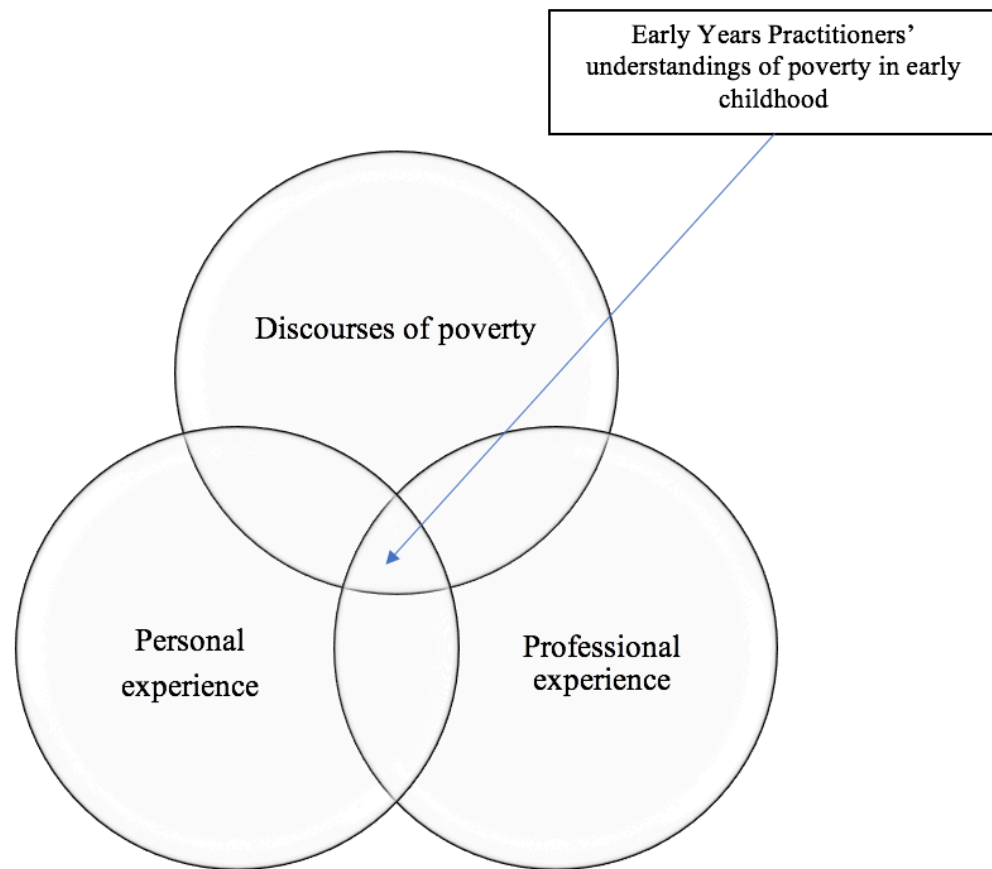 Early Years Practitioners’
understandings of poverty in early
childhood
Discourses of poverty
Personal
experience
Professional
experience